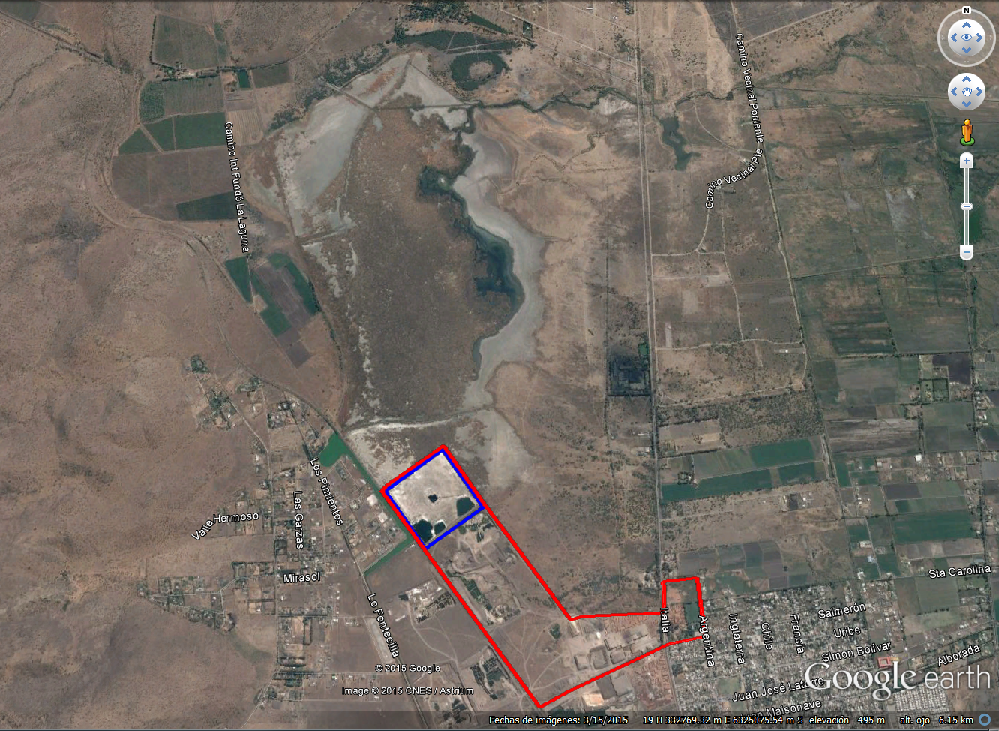 N
Camino Vecinal Poniente
Camino Int Fundó La Laguna
Camino Vecinal Pte
Los Pimientos
Las Garzas
Valle Hermoso
Mirasol
Sta Carolina
Lo Fontecilla
Italia
Argentina
Inglaterra
Chile
Francia
Salmerón
Uribe
Simon Bolivar
Alborada
Juan José Latorre
Maisonave
© 2015 Google
Image © 2015 CNES / Astrium
Google earth
Fechas de imágenes: 3/15/2015 19 H 332769.32 m E 6325075.54 m S elevación 495 m alt. ojo 6.15 km